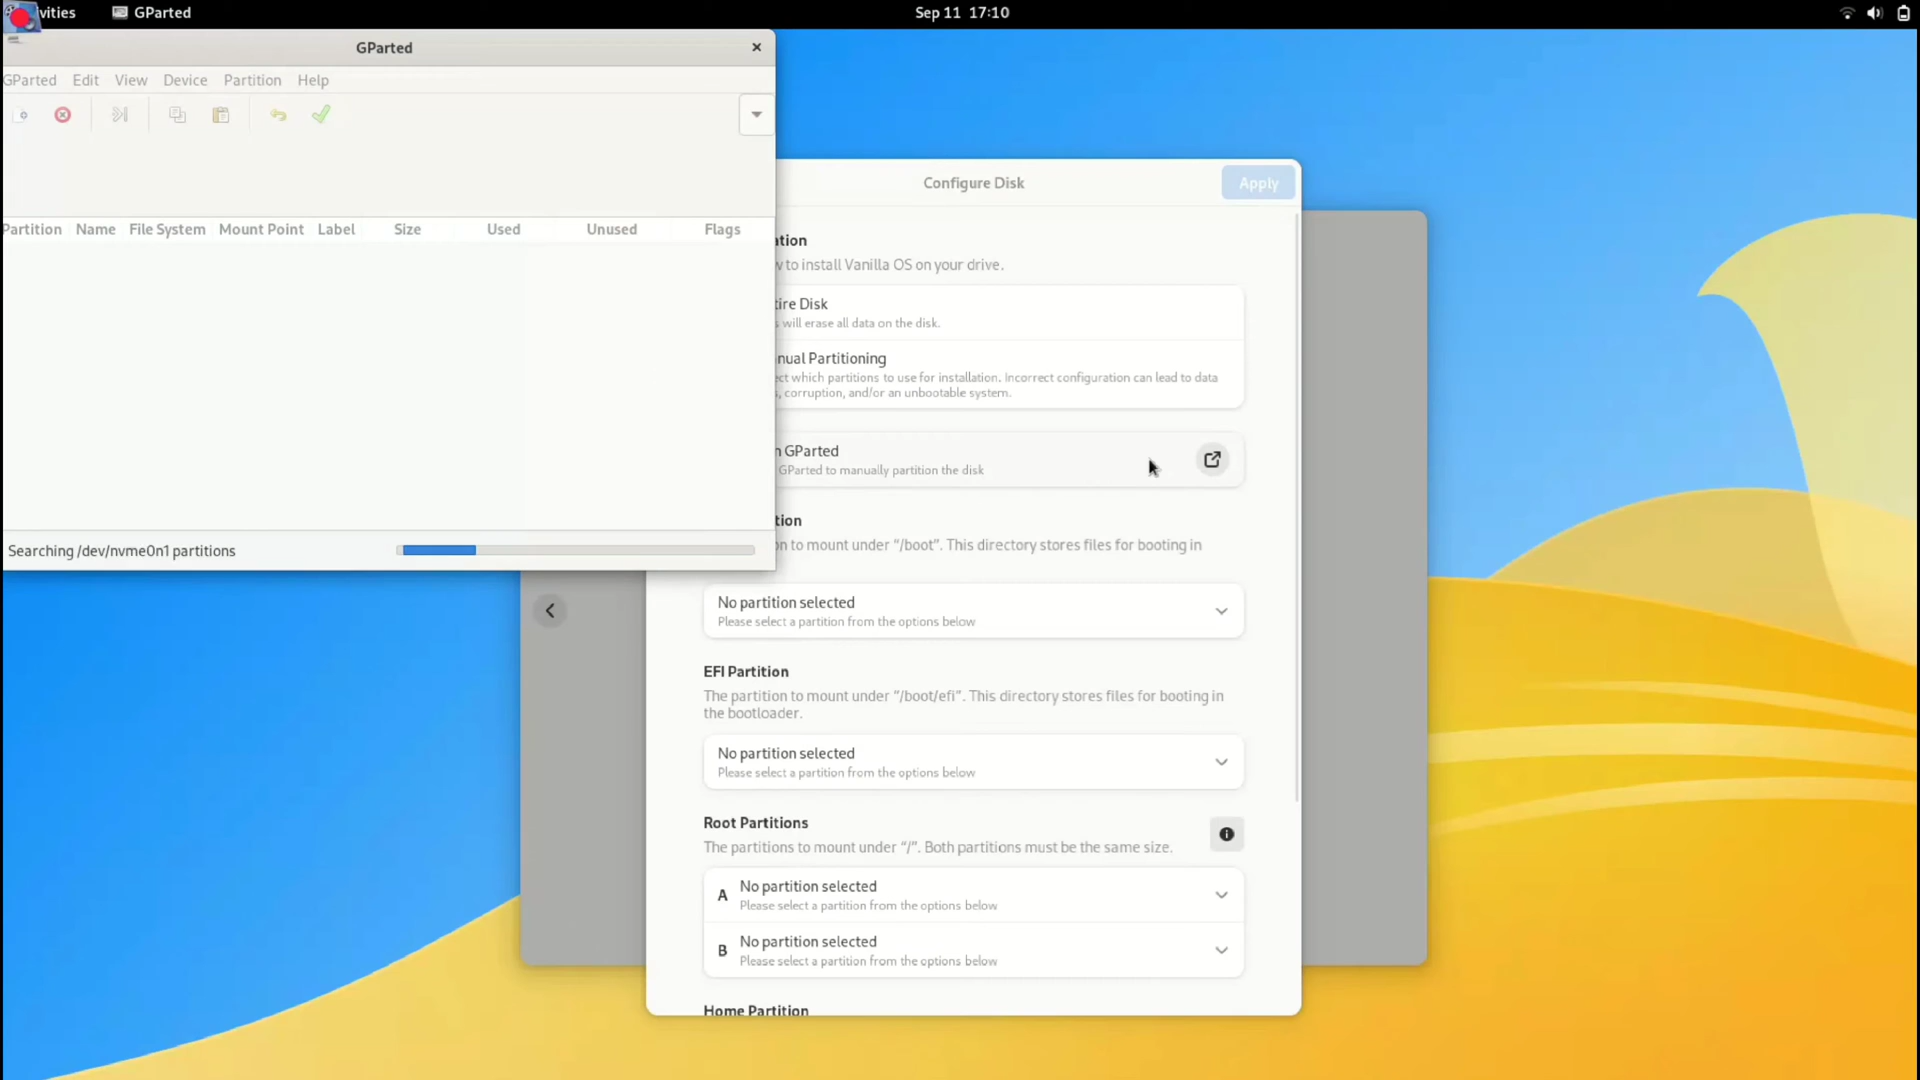 vities GParted Sep 11 17:10
GParted
GParted Edit View Device Partition Help
Partition Name File System Mount Point Label Size Used Unused Flags
Searching /dev/nvme0n1 partitions
Configure Disk Apply
ation
w to install Vanilla OS on your drive.
tire Disk
s will erase all data on the disk.
nual Partitioning
ect which partitions to use for installation. Incorrect configuration can lead to data
s, corruption, and/or an unbootable system.
n GParted
GParted to manually partition the disk
tion
on to mount under “/boot”. This directory stores files for booting in
No partition selected
Please select a partition from the options below
EFI Partition
The partition to mount under “/boot/efi”. This directory stores files for booting in
the bootloader.
No partition selected
Please select a partition from the options below
Root Partitions
The partitions to mount under “/”. Both partitions must be the same size.
A No partition selected
Please select a partition from the options below
B No partition selected
Please select a partition from the options below
Home Partition